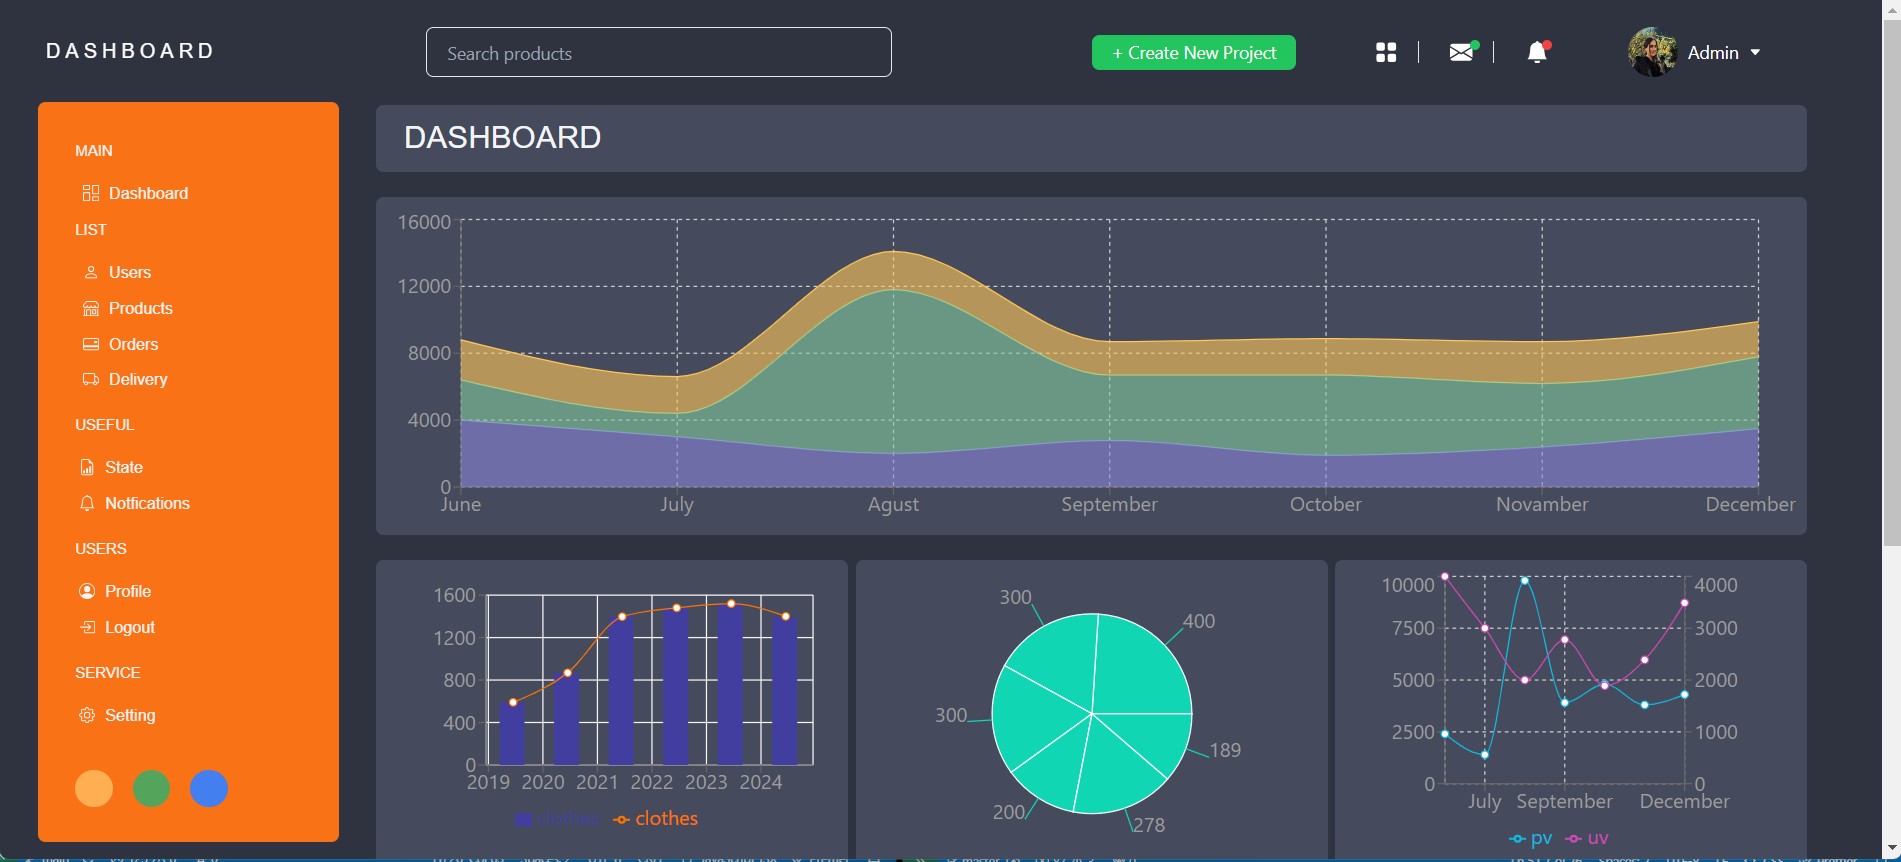 DASHBOARD
Search products
+ Create New Project
Admin
MAIN
Dashboard
LIST
Users
Products
Orders
Delivery
USEFUL
State
Notfications
USERS
Profile
Logout
SERVICE
Setting
DASHBOARD
16000
12000
8000
4000
0
June July Agust September October Novamber December
1600
1200
800
400
0
2019 2020 2021 2022 2023 2024
clothes clothes
300
400
300
189
200
278
10000 4000
7500 3000
5000 2000
2500 1000
0 0
July September December
pv uv